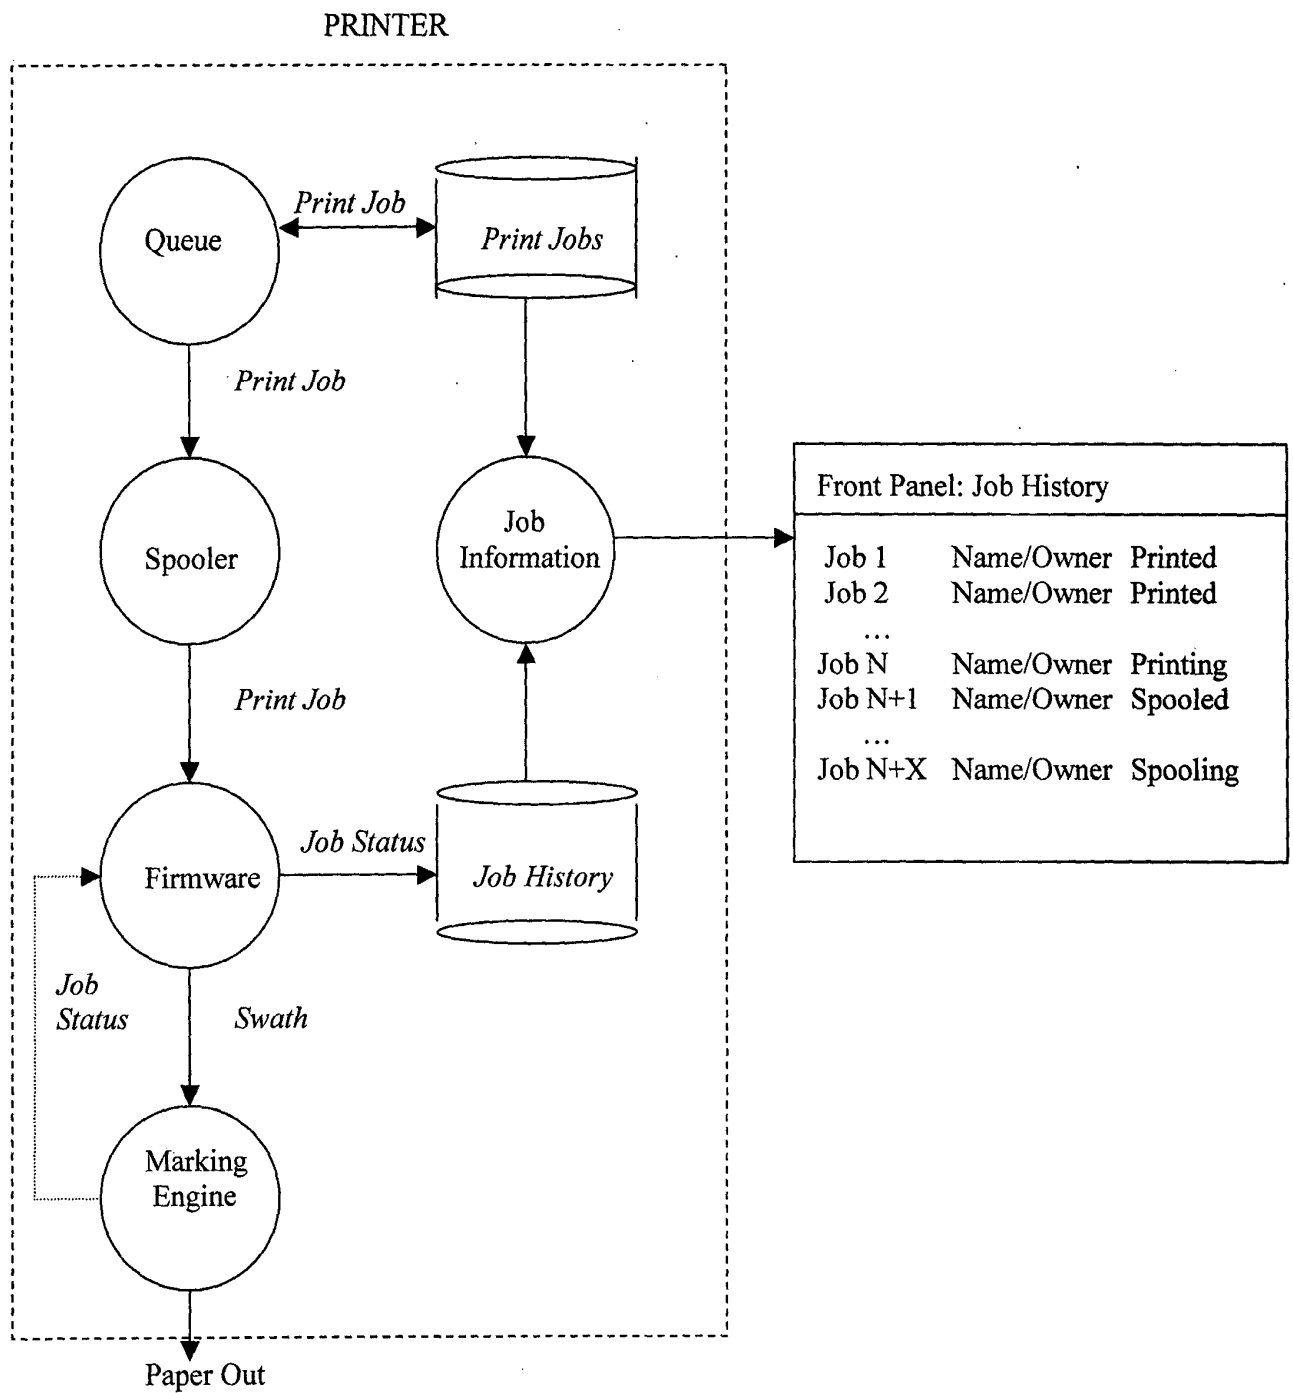 PRINTER
Print Job
Queue
Print Jobs
Print Job
Spooler
Job
Information
Print Job
Firmware
Job Status
Job History
Job
Status
Swath
Marking
Engine
Paper Out
Front Panel: Job History
Job 1 Name/Owner Printed
Job 2 Name/Owner Printed
...
Job N Name/Owner Printing
Job N+1 Name/Owner Spooled
...
Job N+X Name/Owner Spooling